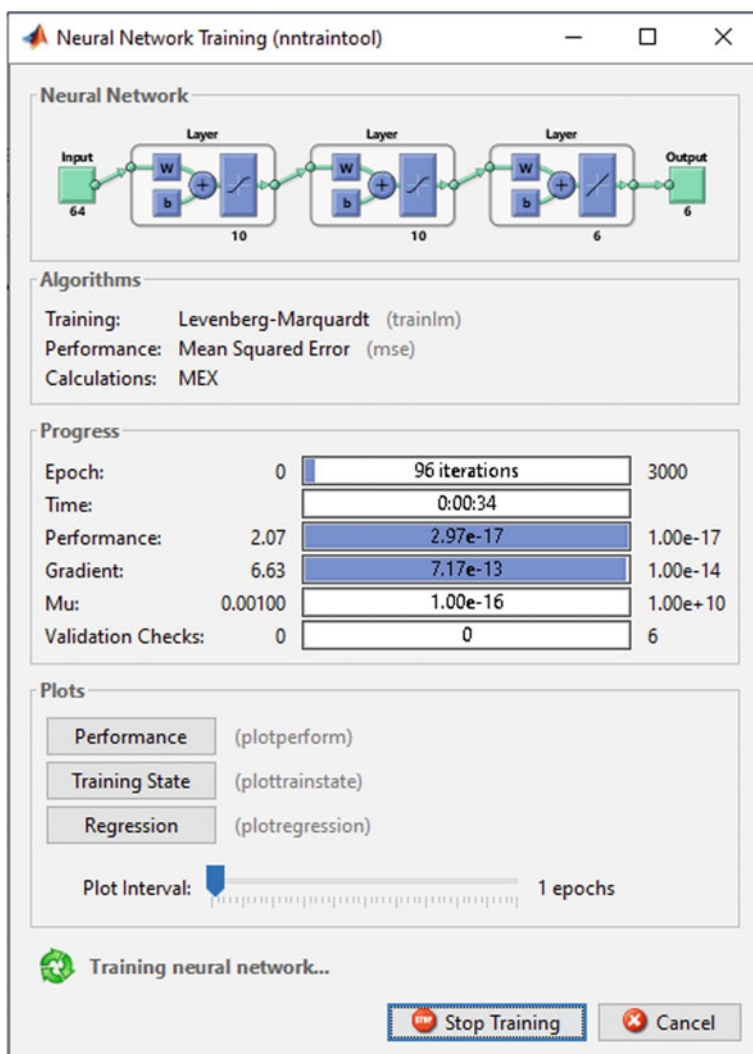 Neural Network Training (nntraintool)
Neural Network
Layer Layer Layer
Input Output
W W W
b b b
+ + +
64 10 10 6 6
Algorithms
Training: Levenberg-Marquardt (trainlm)
Performance: Mean Squared Error (mse)
Calculations: MEX
Progress
Epoch: 0 96 iterations 3000
Time: 0:00:34
Performance: 2.07 2.97e-17 1.00e-17
Gradient: 6.63 7.17e-13 1.00e-14
Mu: 0.00100 1.00e-16 1.00e+10
Validation Checks: 0 0 6
Plots
Performance (plotperform)
Training State (plottrainstate)
Regression (plotregression)
Plot Interval: 1 epochs
Training neural network...
STOP Stop Training Cancel